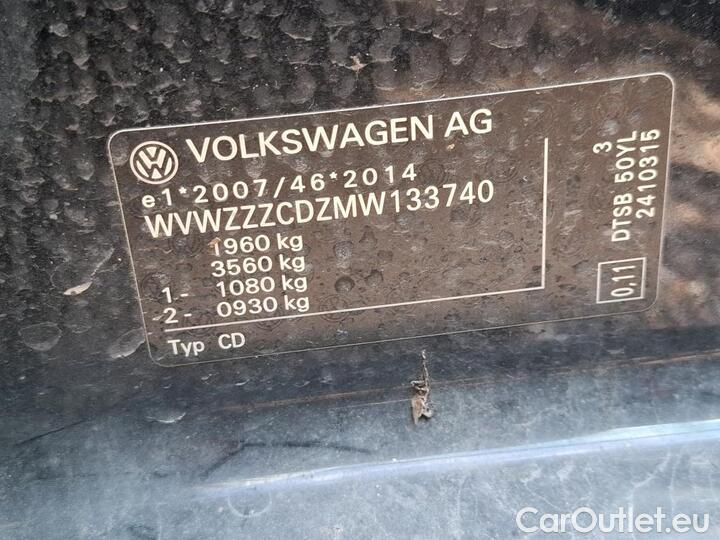 VOLKSWAGEN AG
e1*2007/46*2014
WVWZZZCDZMW133740
1960 kg
3560 kg
1- 1080 kg
2- 0930 kg
Typ CD
3
DTSB 50YL
2410315
0,11
CarOutlet.eu